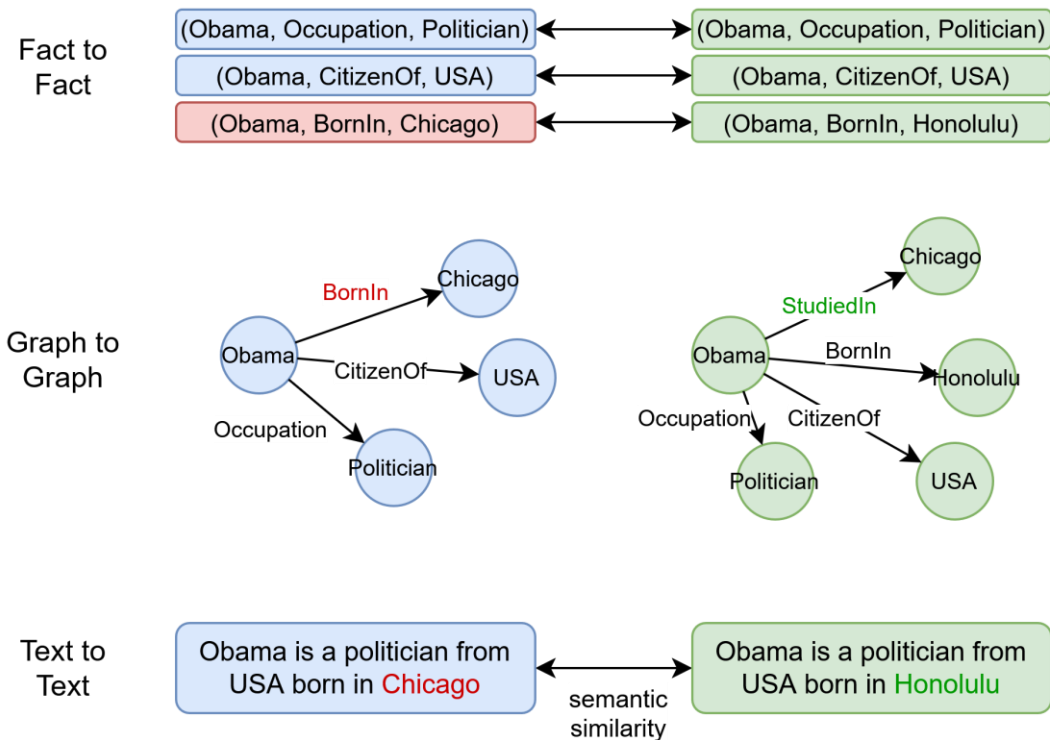 Fact to
Fact
(Obama, Occupation, Politician)
(Obama, Occupation, Politician)
(Obama, CitizenOf, USA)
(Obama, CitizenOf, USA)
(Obama, BornIn, Chicago)
(Obama, BornIn, Honolulu)
Graph to
Graph
Chicago
BornIn
Obama
CitizenOf
USA
Occupation
Politician
Chicago
StudiedIn
Obama
BornIn
Honolulu
Occupation
CitizenOf
Politician
USA
Text to
Text
Obama is a politician from
USA born in Chicago
semantic
similarity
Obama is a politician from
USA born in Honolulu